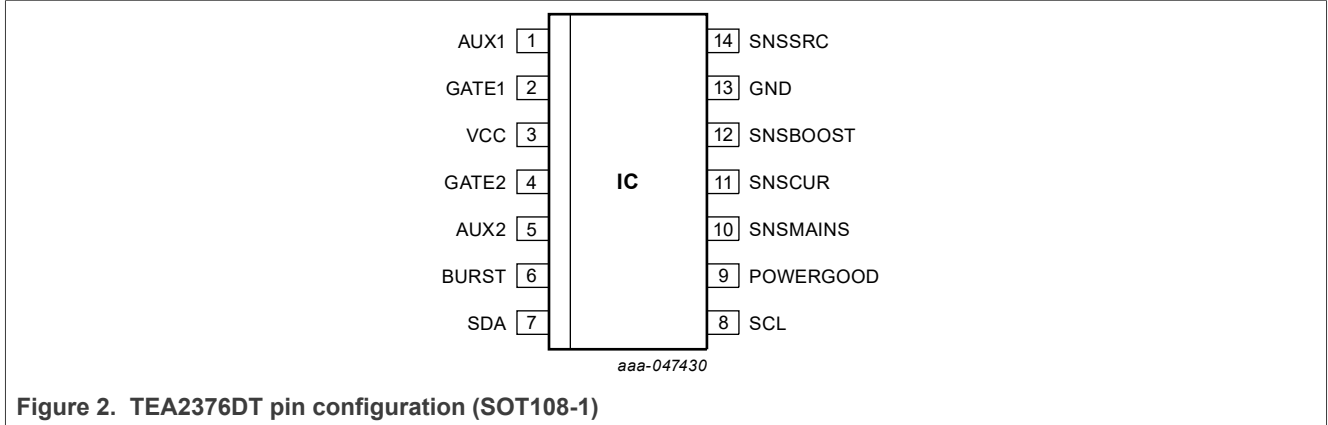 AUX1 1 14 SNSSRC
GATE1 2 13 GND
VCC 3 12 SNSBOOST
GATE2 4 IC 11 SNSCUR
AUX2 5 10 SNSMAINS
BURST 6 9 POWERGOOD
SDA 7 8 SCL
aaa-047430
Figure 2. TEA2376DT pin configuration (SOT108-1)